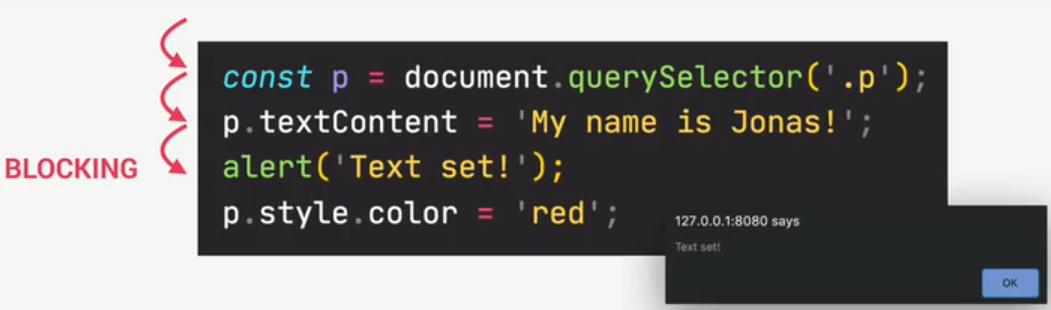 const p = document.querySelector('.p');
p.textContent = 'My name is Jonas!';
BLOCKING
alert('Text set!');
p.style.color = 'red';
127.0.0.1:8080 says
Text set!
OK